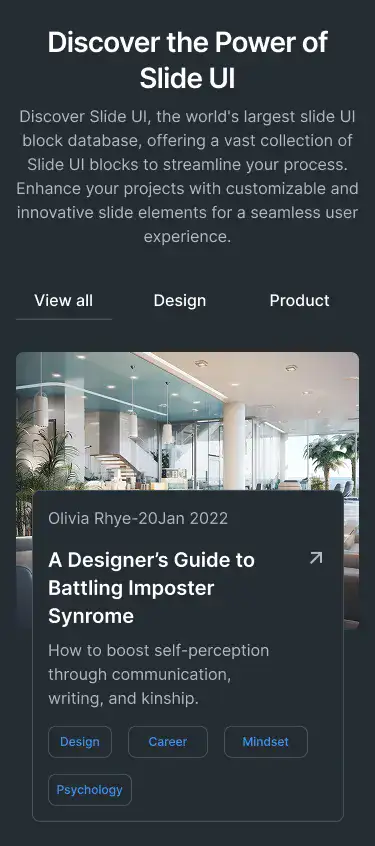 Discover the Power of
Slide UI
Discover Slide UI, the world's largest slide UI
block database, offering a vast collection of
Slide UI blocks to streamline your process.
Enhance your projects with customizable and
innovative slide elements for a seamless user
experience.
View all Design Product
Olivia Rhye-20Jan 2022
A Designer’s Guide to
Battling Imposter
Synrome
How to boost self-perception
through communication,
writing, and kinship.
Design Career Mindset
Psychology